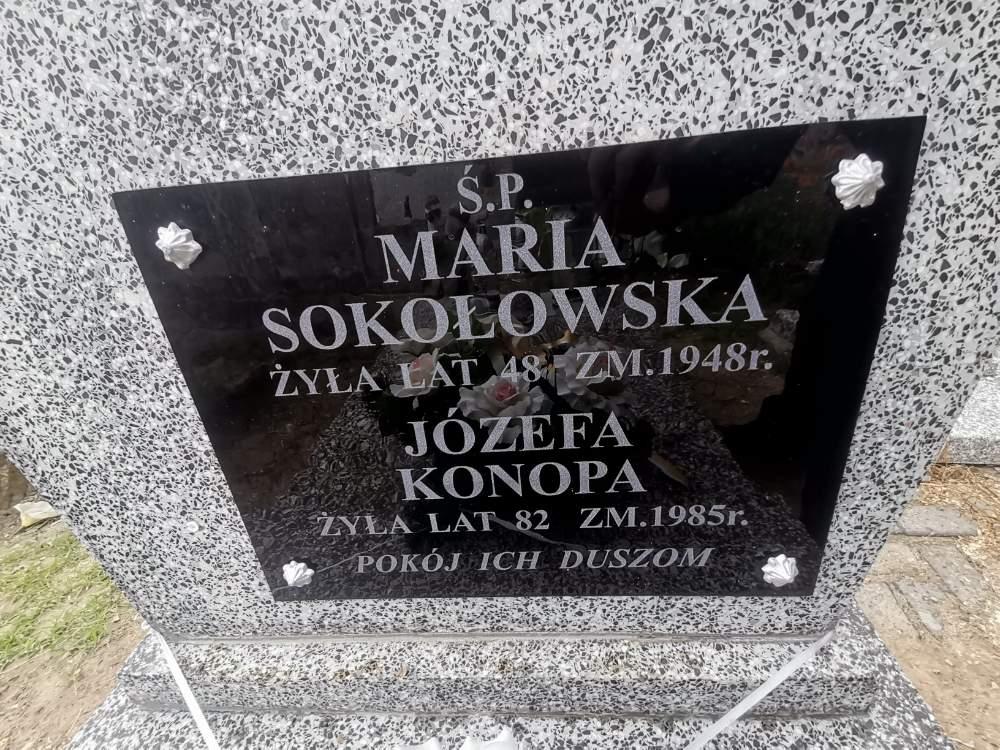 Ś.P.
MARIA
SOKOŁOWSKA
ŻYŁA LAT 48 ZM.1948r.
JÓZEFA
KONOPA
ŻYŁA LAT 82 ZM.1985r.
POKÓJ ICH DUSZOM